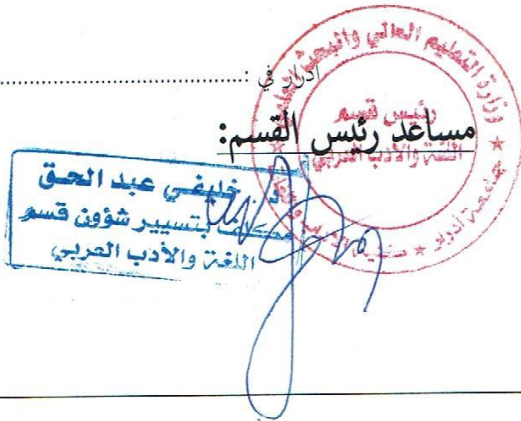 أدرار في :
مساعد رئيس القسم:
وزارة التعليم العالي والبحث العلمي
رئيس قسم
اللغة والأدب العربي
جامعة أدرار
د. خليفي عبد الحق
مكلف بتسيير شؤون قسم
اللغة والأدب العربي